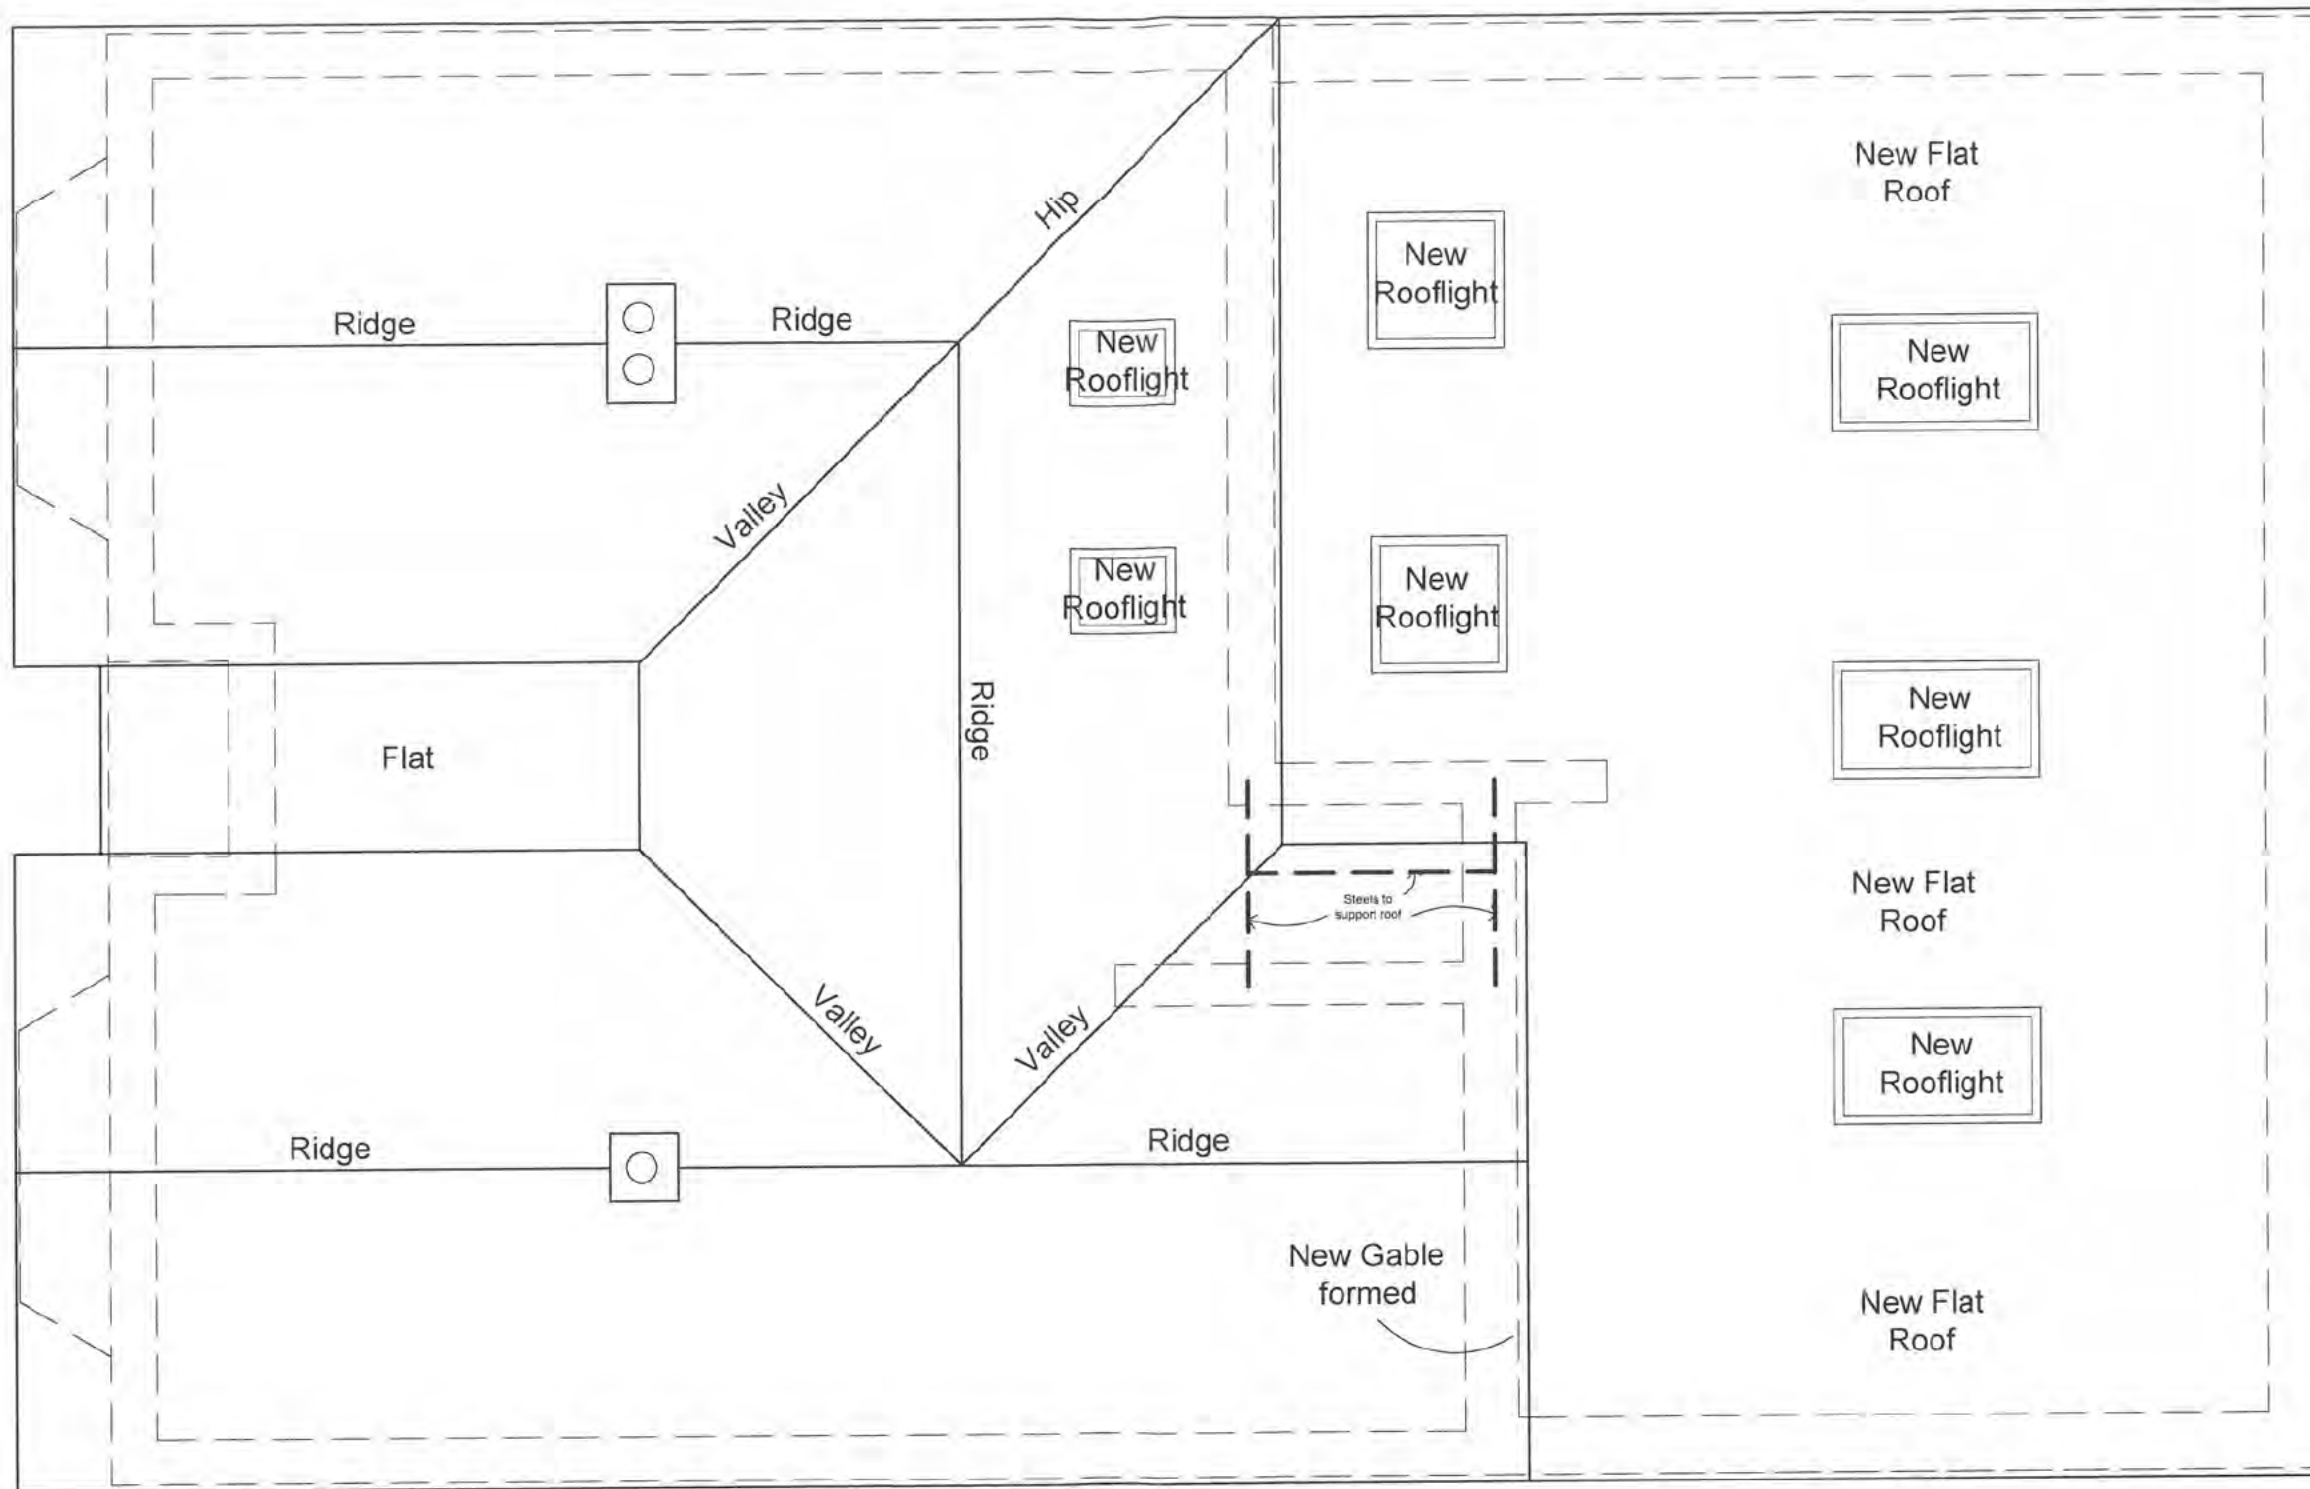 New Flat
Roof
Hip
New
Rooflight
Ridge
Ridge
New
Rooflight
New
Rooflight
Valley
New
Rooflight
New
Rooflight
Ridge
New
Rooflight
Flat
New Flat
Roof
Steels to
support roof
Valley
Valley
New
Rooflight
Ridge
Ridge
New Gable
formed
New Flat
Roof